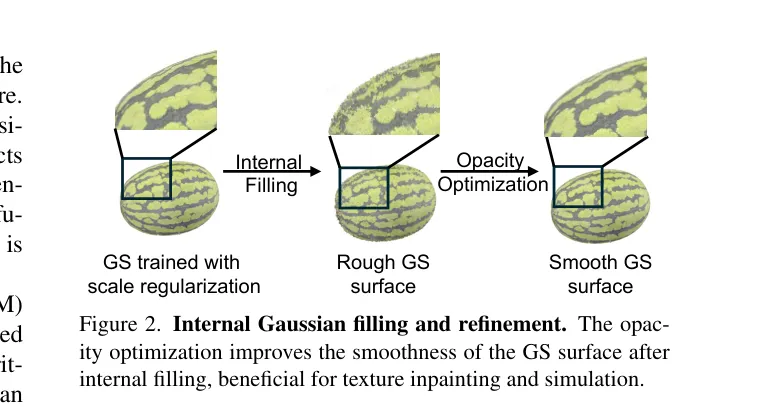 he
re.
si-
cts
en-
fu-
is
M)
ed
rit-
an
Internal
Filling
Opacity
Optimization
GS trained with
scale regularization
Rough GS
surface
Smooth GS
surface
Figure 2. Internal Gaussian filling and refinement. The opac-
ity optimization improves the smoothness of the GS surface after
internal filling, beneficial for texture inpainting and simulation.